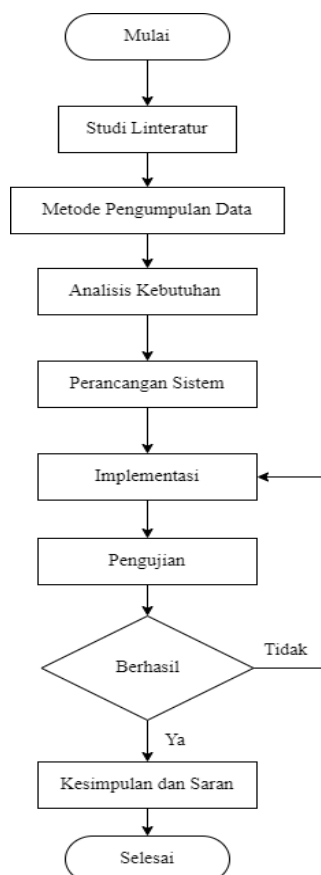 Mulai
Studi Linteratur
Metode Pengumpulan Data
Analisis Kebutuhan
Perancangan Sistem
Implementasi
Pengujian
Berhasil
Tidak
Ya
Kesimpulan dan Saran
Selesai